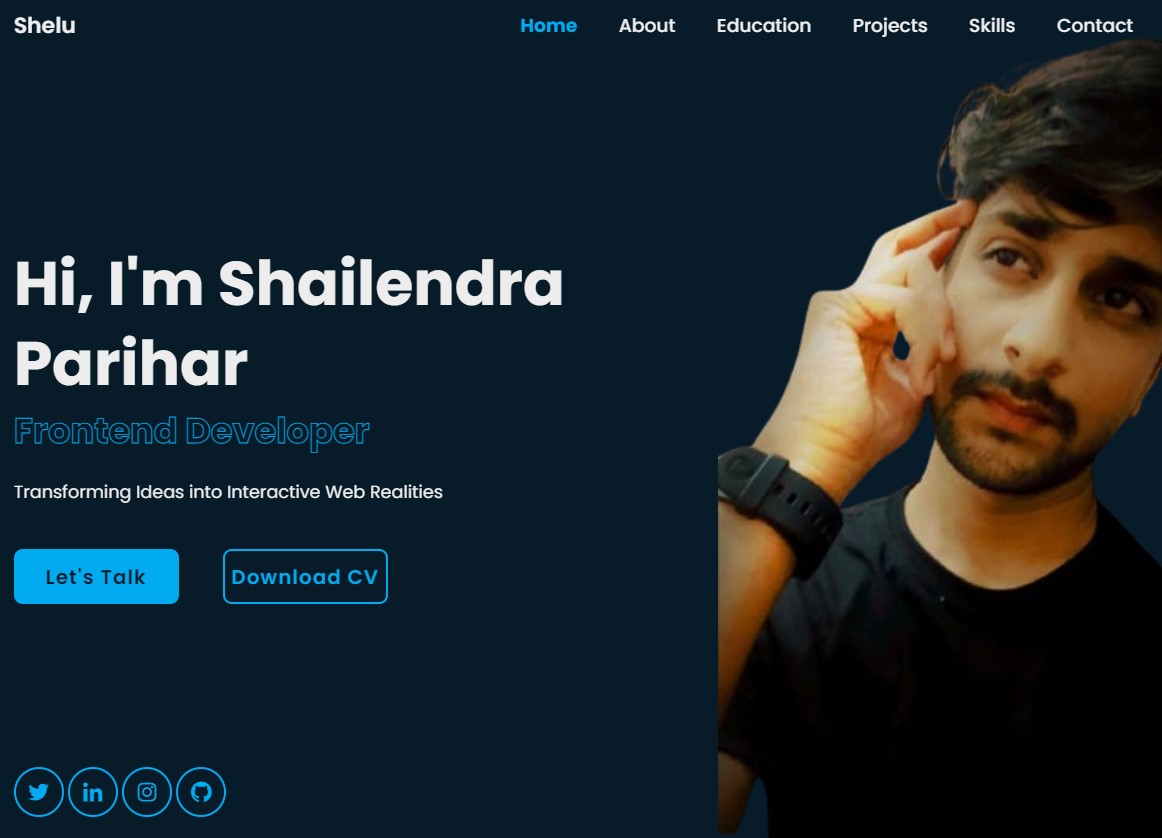 Shelu
Home About Education Projects Skills Contact
Hi, I'm Shailendra
Parihar
Frontend Developer
Transforming Ideas into Interactive Web Realities
Let's Talk
Download CV
in